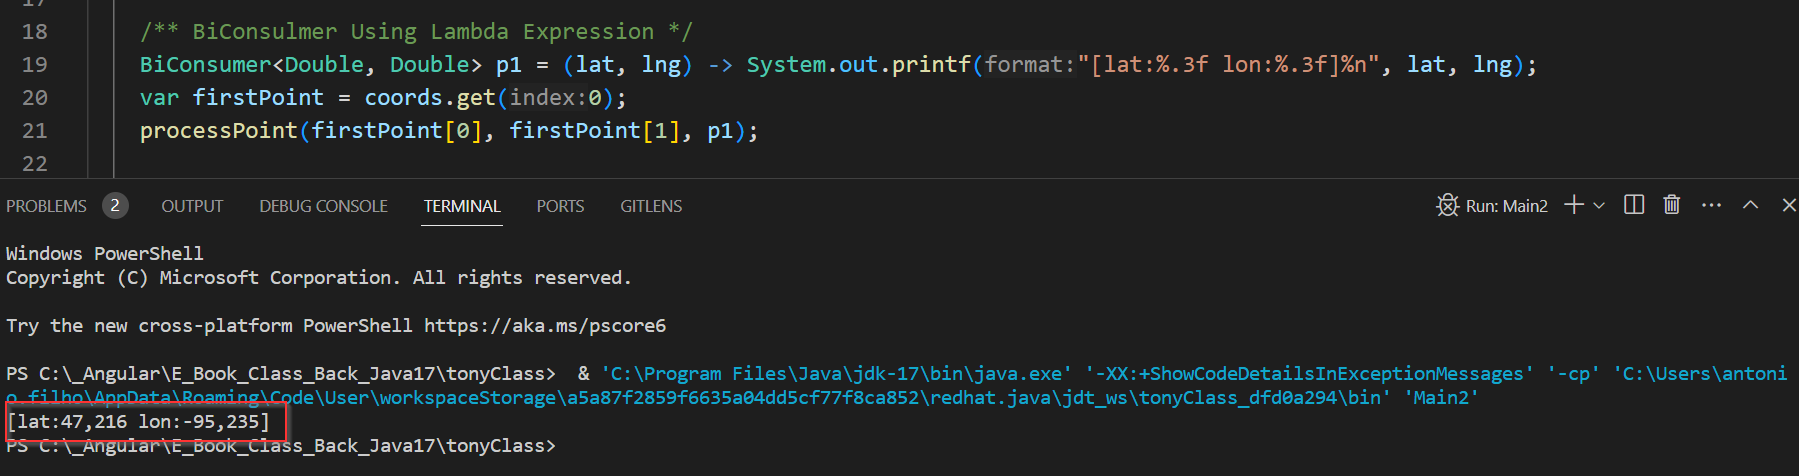 17
18 /** BiConsulmer Using Lambda Expression */
19 BiConsumer<Double, Double> p1 = (lat, lng) -> System.out.printf(format:"[lat:%.3f lon:%.3f]%n", lat, lng);
20 var firstPoint = coords.get(index:0);
21 processPoint(firstPoint[0], firstPoint[1], p1);
22
PROBLEMS 2 OUTPUT DEBUG CONSOLE TERMINAL PORTS GITLENS Run: Main2
Windows PowerShell
Copyright (C) Microsoft Corporation. All rights reserved.
Try the new cross-platform PowerShell https://aka.ms/pscore6
PS C:\_Angular\E_Book_Class_Back_Java17\tonyClass> & 'C:\Program Files\Java\jdk-17\bin\java.exe' '-XX:+ShowCodeDetailsInExceptionMessages' '-cp' 'C:\Users\antoni
o.filho\AppData\Roaming\Code\User\workspaceStorage\a5a87f2859f6635a04dd5cf77f8ca852\redhat.java\jdt_ws\tonyClass_dfd0a294\bin' 'Main2'
[lat:47,216 lon:-95,235]
PS C:\_Angular\E_Book_Class_Back_Java17\tonyClass>